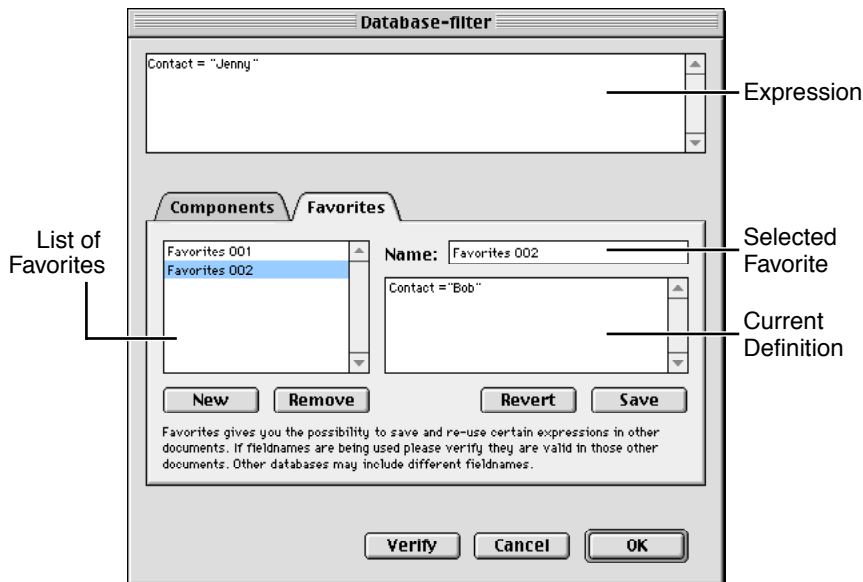 Database-filter
Contact = "Jenny"
Expression
Components
Favorites
List of
Favorites
Favorites 001
Favorites 002
Name:
Favorites 002
Selected
Favorite
Contact ="Bob"
Current
Definition
New
Remove
Revert
Save
Favorites gives you the possibility to save and re-use certain expressions in other
documents. If fieldnames are being used please verify they are valid in those other
documents. Other databases may include different fieldnames.
Verify
Cancel
OK